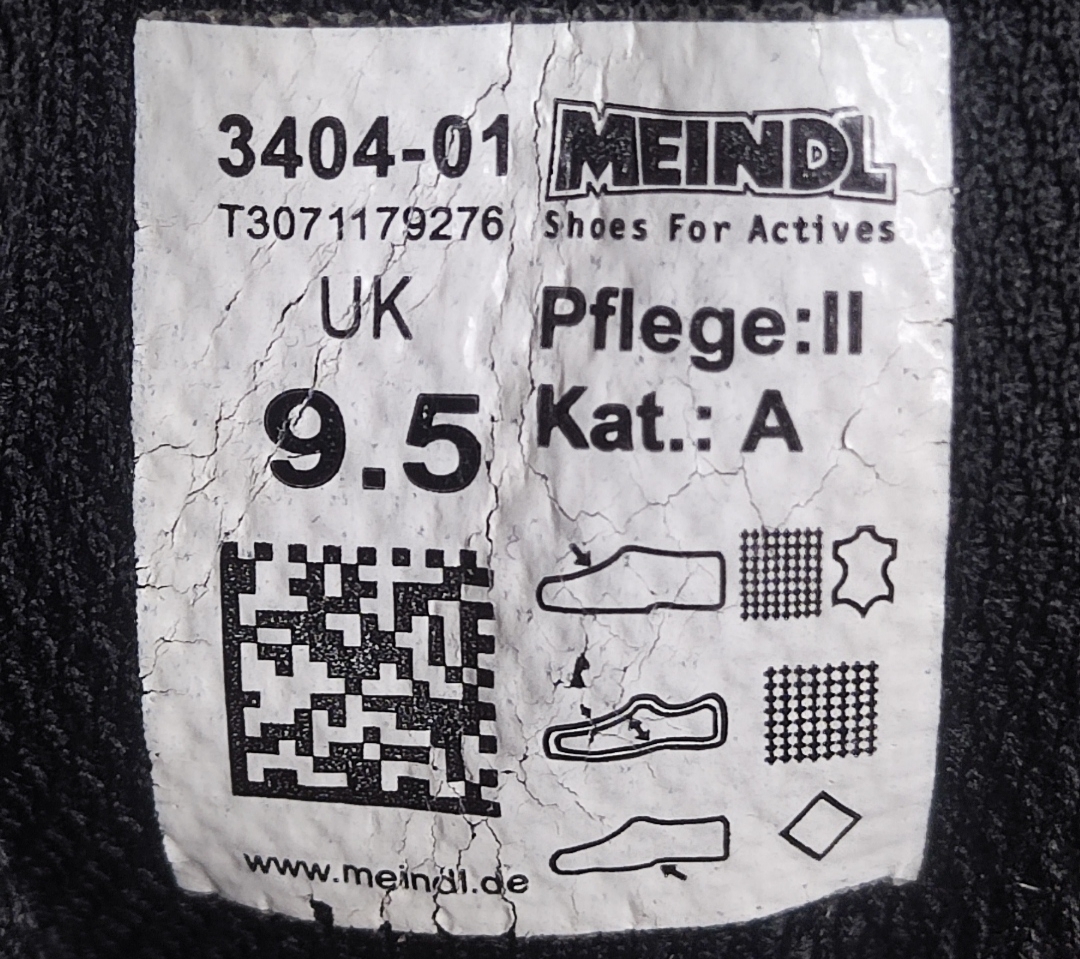 3404-01
T3071179276
UK
9.5
www.meindl.de
MEINDL
Shoes For Actives
Pflege:II
Kat.: A